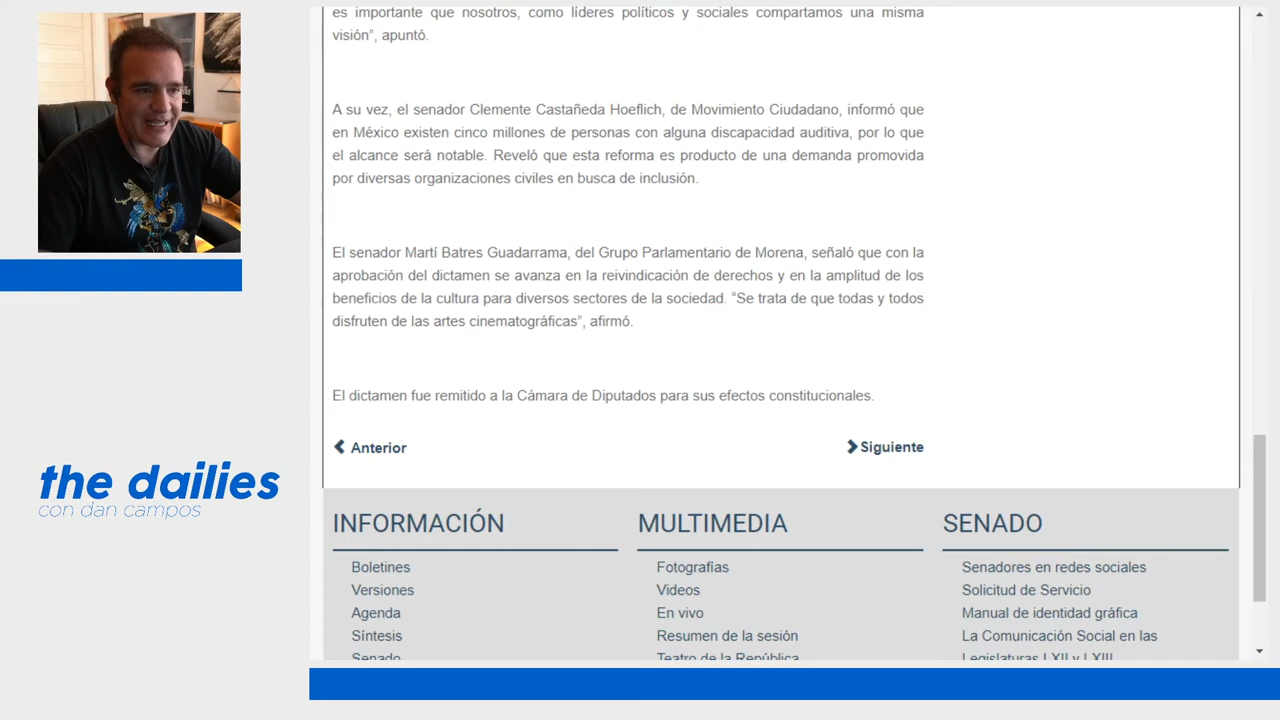 es importante que nosotros, como líderes políticos y sociales compartamos una misma
visión”, apuntó.
A su vez, el senador Clemente Castañeda Hoeflich, de Movimiento Ciudadano, informó que
en México existen cinco millones de personas con alguna discapacidad auditiva, por lo que
el alcance será notable. Reveló que esta reforma es producto de una demanda promovida
por diversas organizaciones civiles en busca de inclusión.
El senador Martí Batres Guadarrama, del Grupo Parlamentario de Morena, señaló que con la
aprobación del dictamen se avanza en la reivindicación de derechos y en la amplitud de los
beneficios de la cultura para diversos sectores de la sociedad. “Se trata de que todas y todos
disfruten de las artes cinematográficas”, afirmó.
El dictamen fue remitido a la Cámara de Diputados para sus efectos constitucionales.
Anterior
Siguiente
the dailies
con dan campos
INFORMACIÓN
Boletines
Versiones
Agenda
Síntesis
Senado
MULTIMEDIA
Fotografías
Videos
En vivo
Resumen de la sesión
Teatro de la República
SENADO
Senadores en redes sociales
Solicitud de Servicio
Manual de identidad gráfica
La Comunicación Social en las
Legislaturas LXII y LXIII